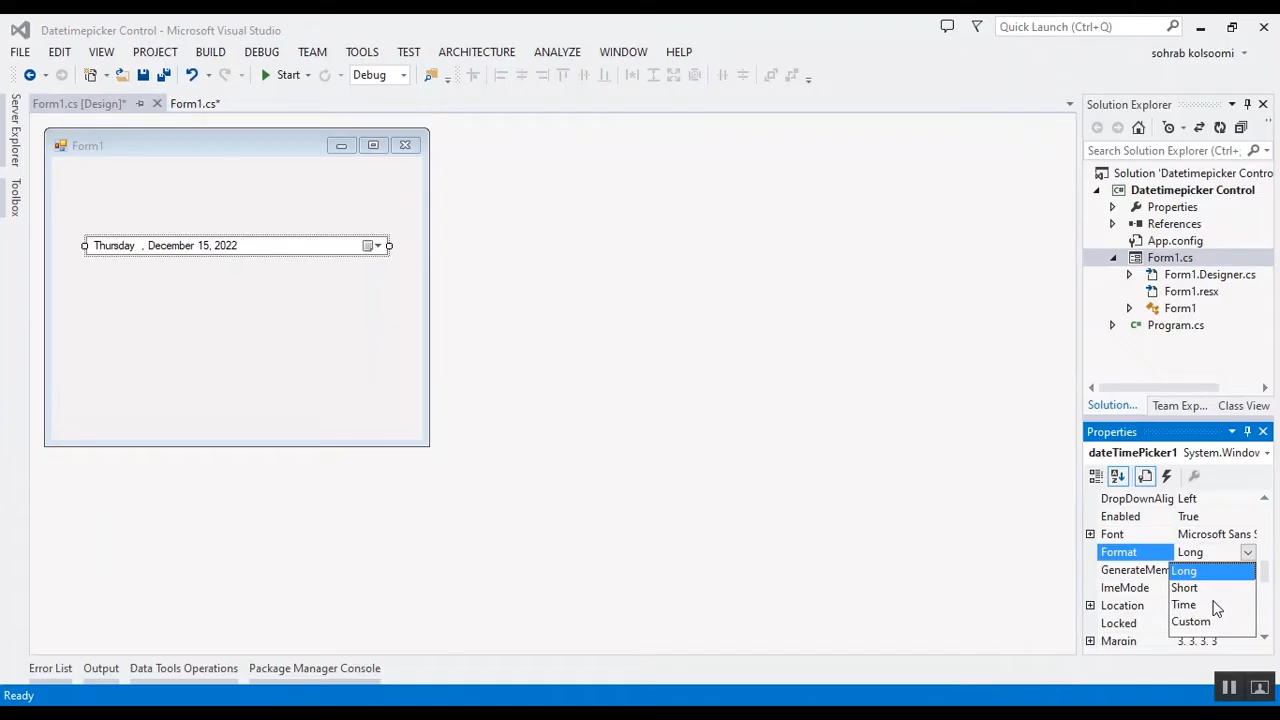 Datetimepicker Control - Microsoft Visual Studio
Quick Launch (Ctrl+Q)
FILE EDIT VIEW PROJECT BUILD DEBUG TEAM TOOLS TEST ARCHITECTURE ANALYZE WINDOW HELP
sohrab kolsoomi
Start
Debug
Server Explorer
Toolbox
Form1.cs [Design]*
Form1.cs*
Form1
Thursday , December 15, 2022
Solution Explorer
Search Solution Explorer (Ctrl+;
Solution 'Datetimepicker Contro
Datetimepicker Control
Properties
References
App.config
Form1.cs
Form1.Designer.cs
Form1.resx
Form1
Program.cs
Solution... Team Exp... Class View
Properties
dateTimePicker1 System.Window
DropDownAlig Left
Enabled True
Font Microsoft Sans S
Format Long
GenerateMem
Long
ImeMode
Short
Location
Time
Locked
Custom
Margin 3, 3, 3, 3
Error List Output Data Tools Operations Package Manager Console
Ready